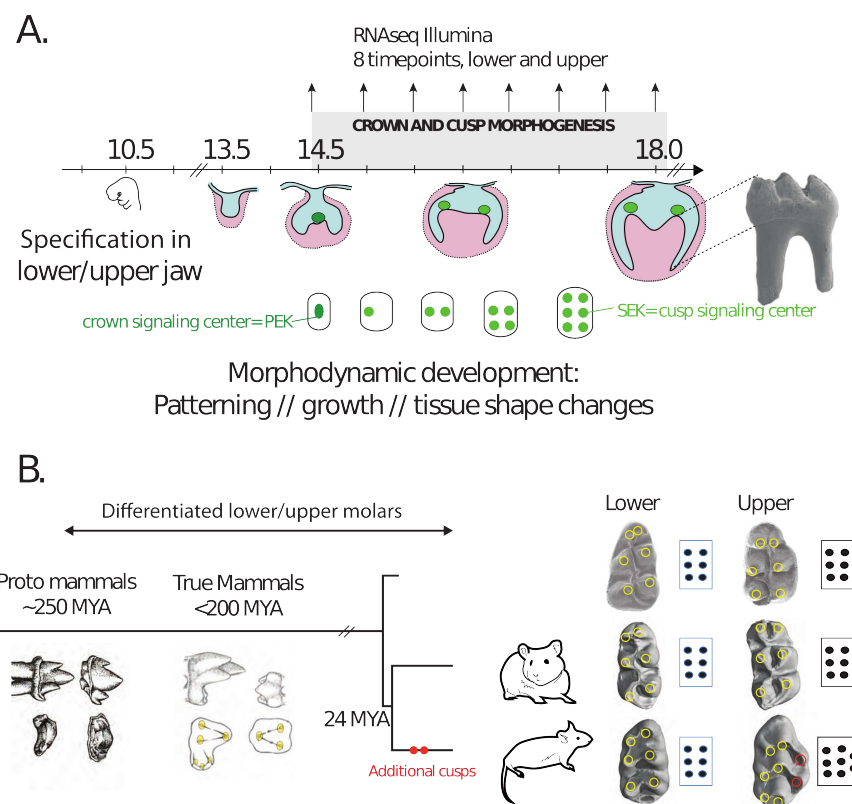 A.
RNAseq Illumina
8 timepoints, lower and upper
CROWN AND CUSP MORPHOGENESIS
10.5 13.5 14.5 18.0
Specification in
lower/upper jaw
crown signaling center=PEK
SEK=cusp signaling center
Morphodynamic development:
Patterning // growth // tissue shape changes
B.
Differentiated lower/upper molars
Lower Upper
Proto mammals
~250 MYA
True Mammals
<200 MYA
24 MYA
Additional cusps